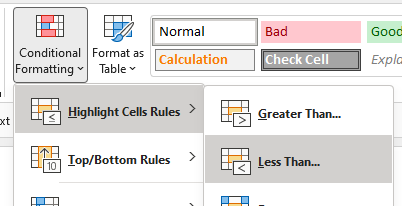 Conditional Formatting
Format as Table
Normal
Bad
Good
Calculation
Check Cell
Expla
xt
Highlight Cells Rules
Greater Than...
Top/Bottom Rules
10
Less Than...